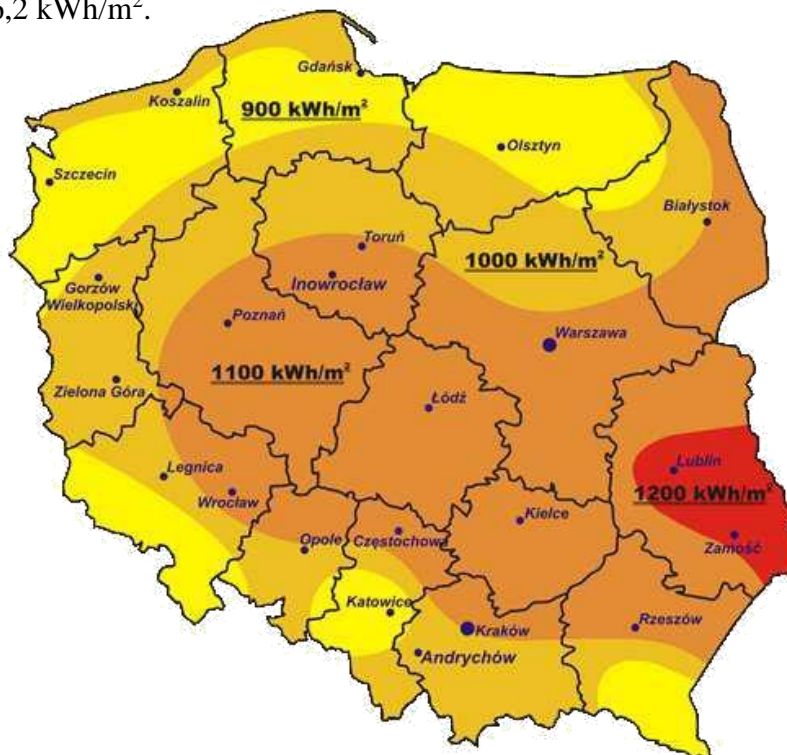 ,2 kWh/m².
Gdańsk
Koszalin
900 kWh/m²
Olsztyn
Szczecin
Białystok
Toruń
1000 kWh/m²
Inowrocław
Gorzów
Wielkopolski
Poznań
Warszawa
1100 kWh/m²
Zielona Góra
Łódź
Legnica
Lublin
Wrocław
1200 kWh/m²
Kielce
Opole
Częstochowa
Zamość
Katowice
Kraków
Rzeszów
Andrychów